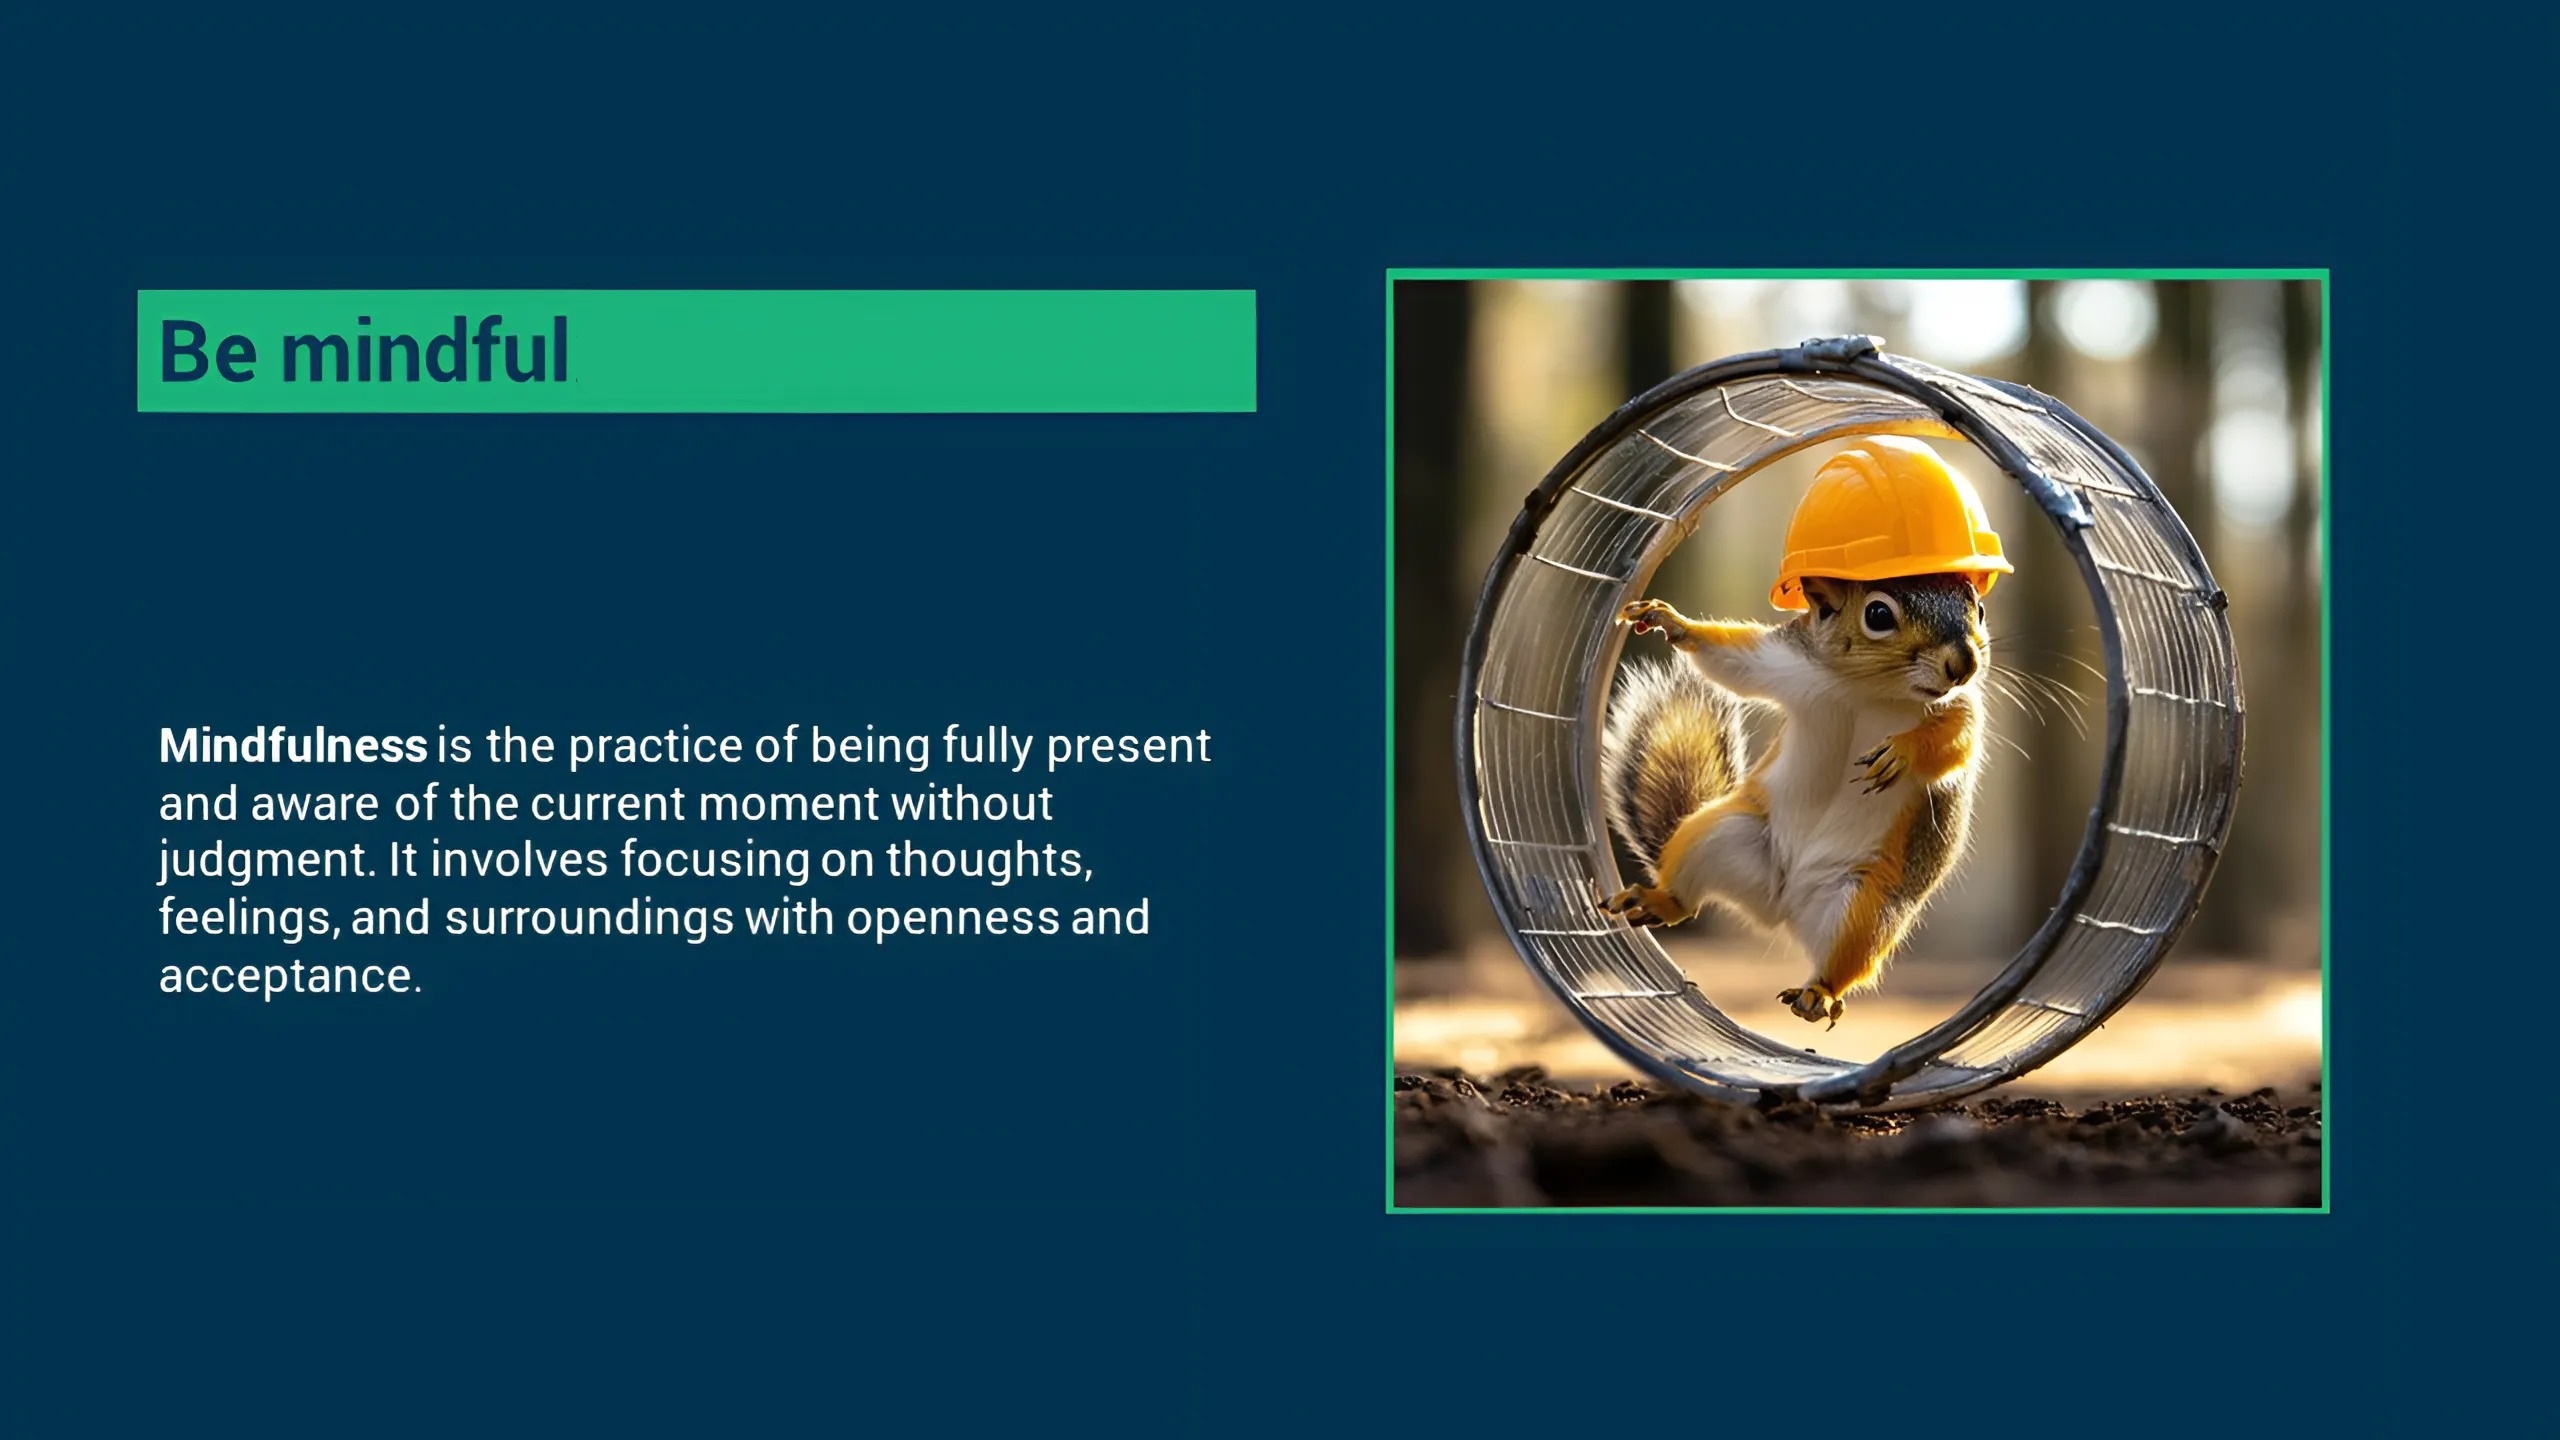 Be mindful
Mindfulness is the practice of being fully present
and aware of the current moment without
judgment. It involves focusing on thoughts,
feelings, and surroundings with openness and
acceptance.